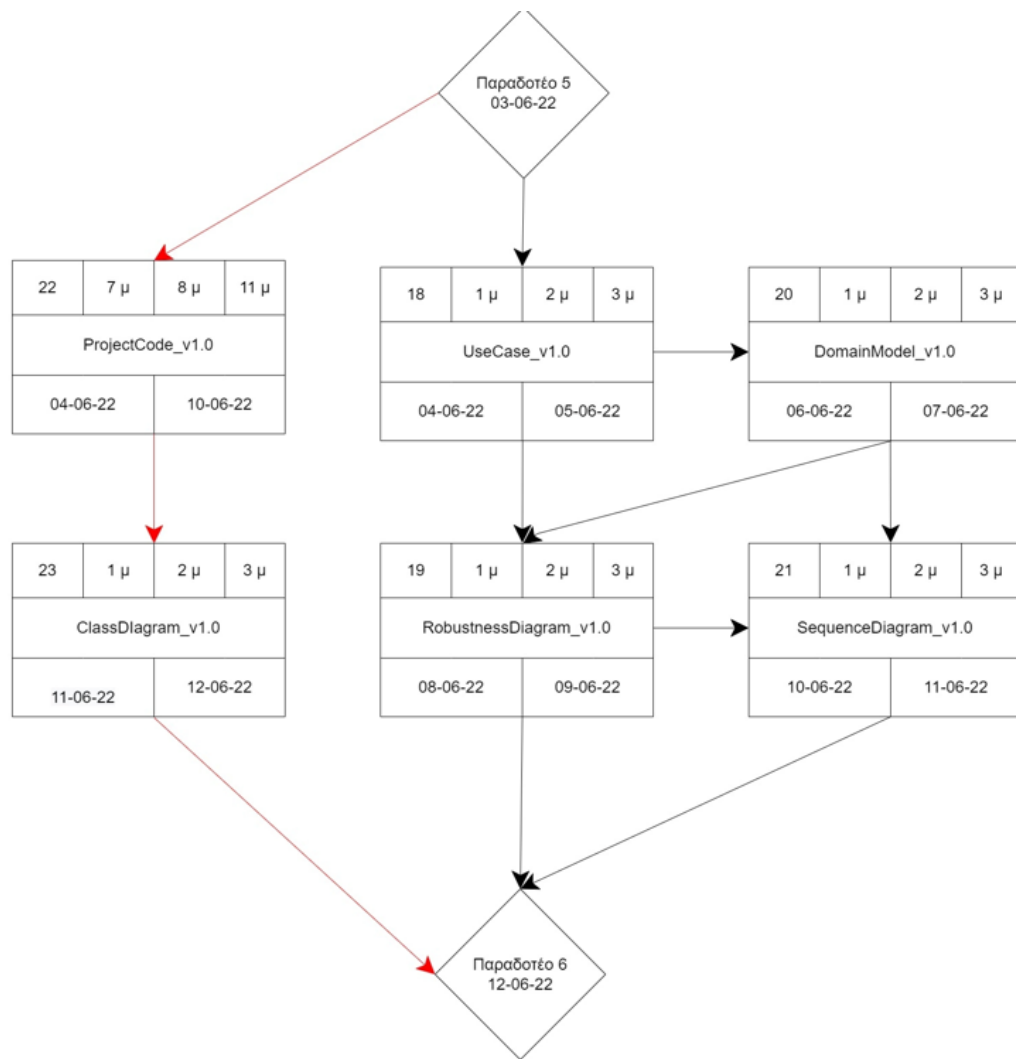 Παραδοτέο 5
03-06-22
22 7 μ 8 μ 11 μ
ProjectCode_v1.0
04-06-22 10-06-22
18 1 μ 2 μ 3 μ
UseCase_v1.0
04-06-22 05-06-22
20 1 μ 2 μ 3 μ
DomainModel_v1.0
06-06-22 07-06-22
23 1 μ 2 μ 3 μ
ClassDIagram_v1.0
11-06-22 12-06-22
19 1 μ 2 μ 3 μ
RobustnessDiagram_v1.0
08-06-22 09-06-22
21 1 μ 2 μ 3 μ
SequenceDiagram_v1.0
10-06-22 11-06-22
Παραδοτέο 6
12-06-22